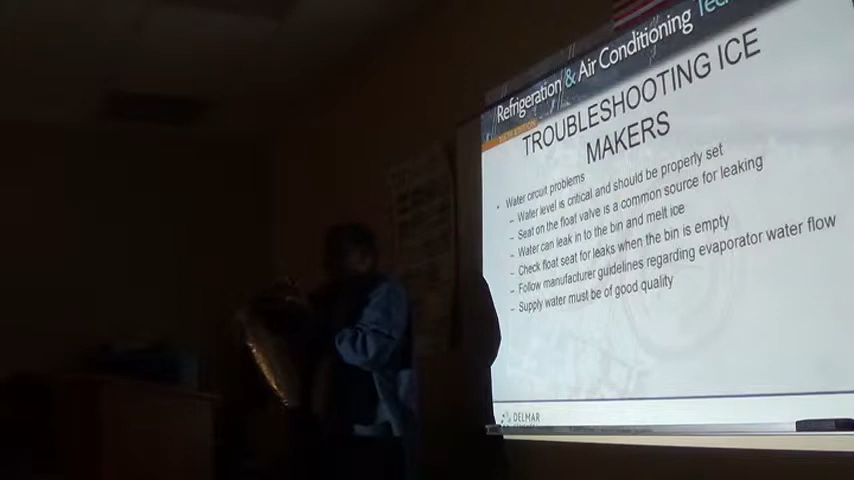 Refrigeration & Air Conditioning Tec
TROUBLESHOOTING ICE
MAKERS
• Water circuit problems
– Water level is critical and should be properly set
– Seat on the float valve is a common source for leaking
– Water can leak in to the bin and melt ice
– Check float seat for leaks when the bin is empty
– Follow manufacturer guidelines regarding evaporator water flow
– Supply water must be of good quality
DELMAR